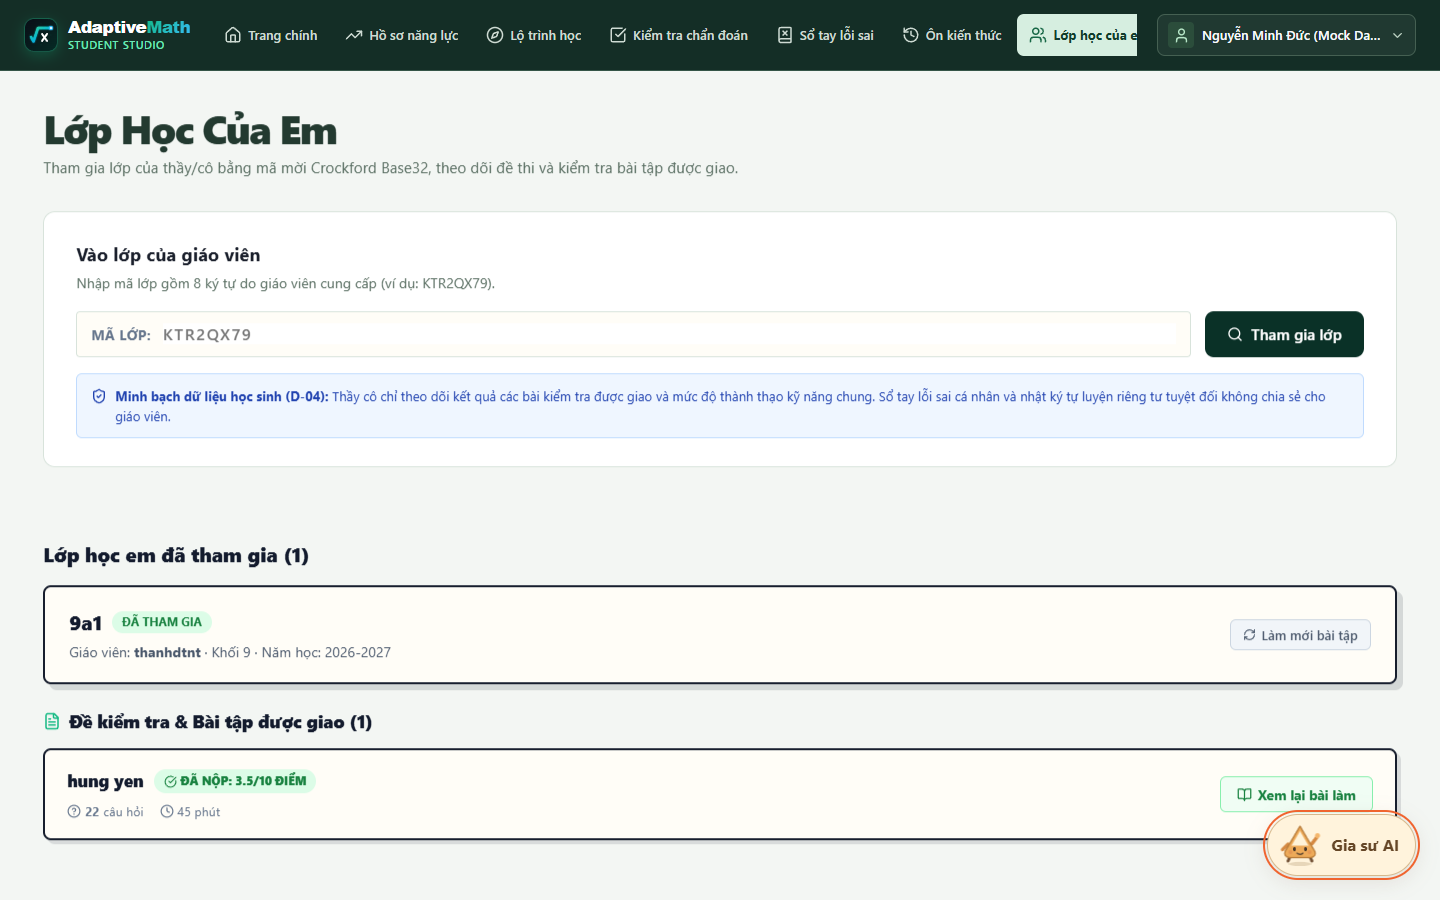 AdaptiveMath
STUDENT STUDIO
Trang chính
Hồ sơ năng lực
Lộ trình học
Kiểm tra chẩn đoán
Sổ tay lỗi sai
Ôn kiến thức
Lớp học của e
Nguyễn Minh Đức (Mock Da...
Lớp Học Của Em
Tham gia lớp của thầy/cô bằng mã mời Crockford Base32, theo dõi đề thi và kiểm tra bài tập được giao.
Vào lớp của giáo viên
Nhập mã lớp gồm 8 ký tự do giáo viên cung cấp (ví dụ: KTR2QX79).
MÃ LỚP: KTR2QX79
Tham gia lớp
Minh bạch dữ liệu học sinh (D-04): Thầy cô chỉ theo dõi kết quả các bài kiểm tra được giao và mức độ thành thạo kỹ năng chung. Sổ tay lỗi sai cá nhân và nhật ký tự luyện riêng tư tuyệt đối không chia sẻ cho
giáo viên.
Lớp học em đã tham gia (1)
9a1 ĐÃ THAM GIA
Giáo viên: thanhdtnt · Khối 9 · Năm học: 2026-2027
Làm mới bài tập
Đề kiểm tra & Bài tập được giao (1)
hung yen ĐÃ NỘP: 3.5/10 ĐIỂM
22 câu hỏi 45 phút
Xem lại bài làm
Gia sư AI